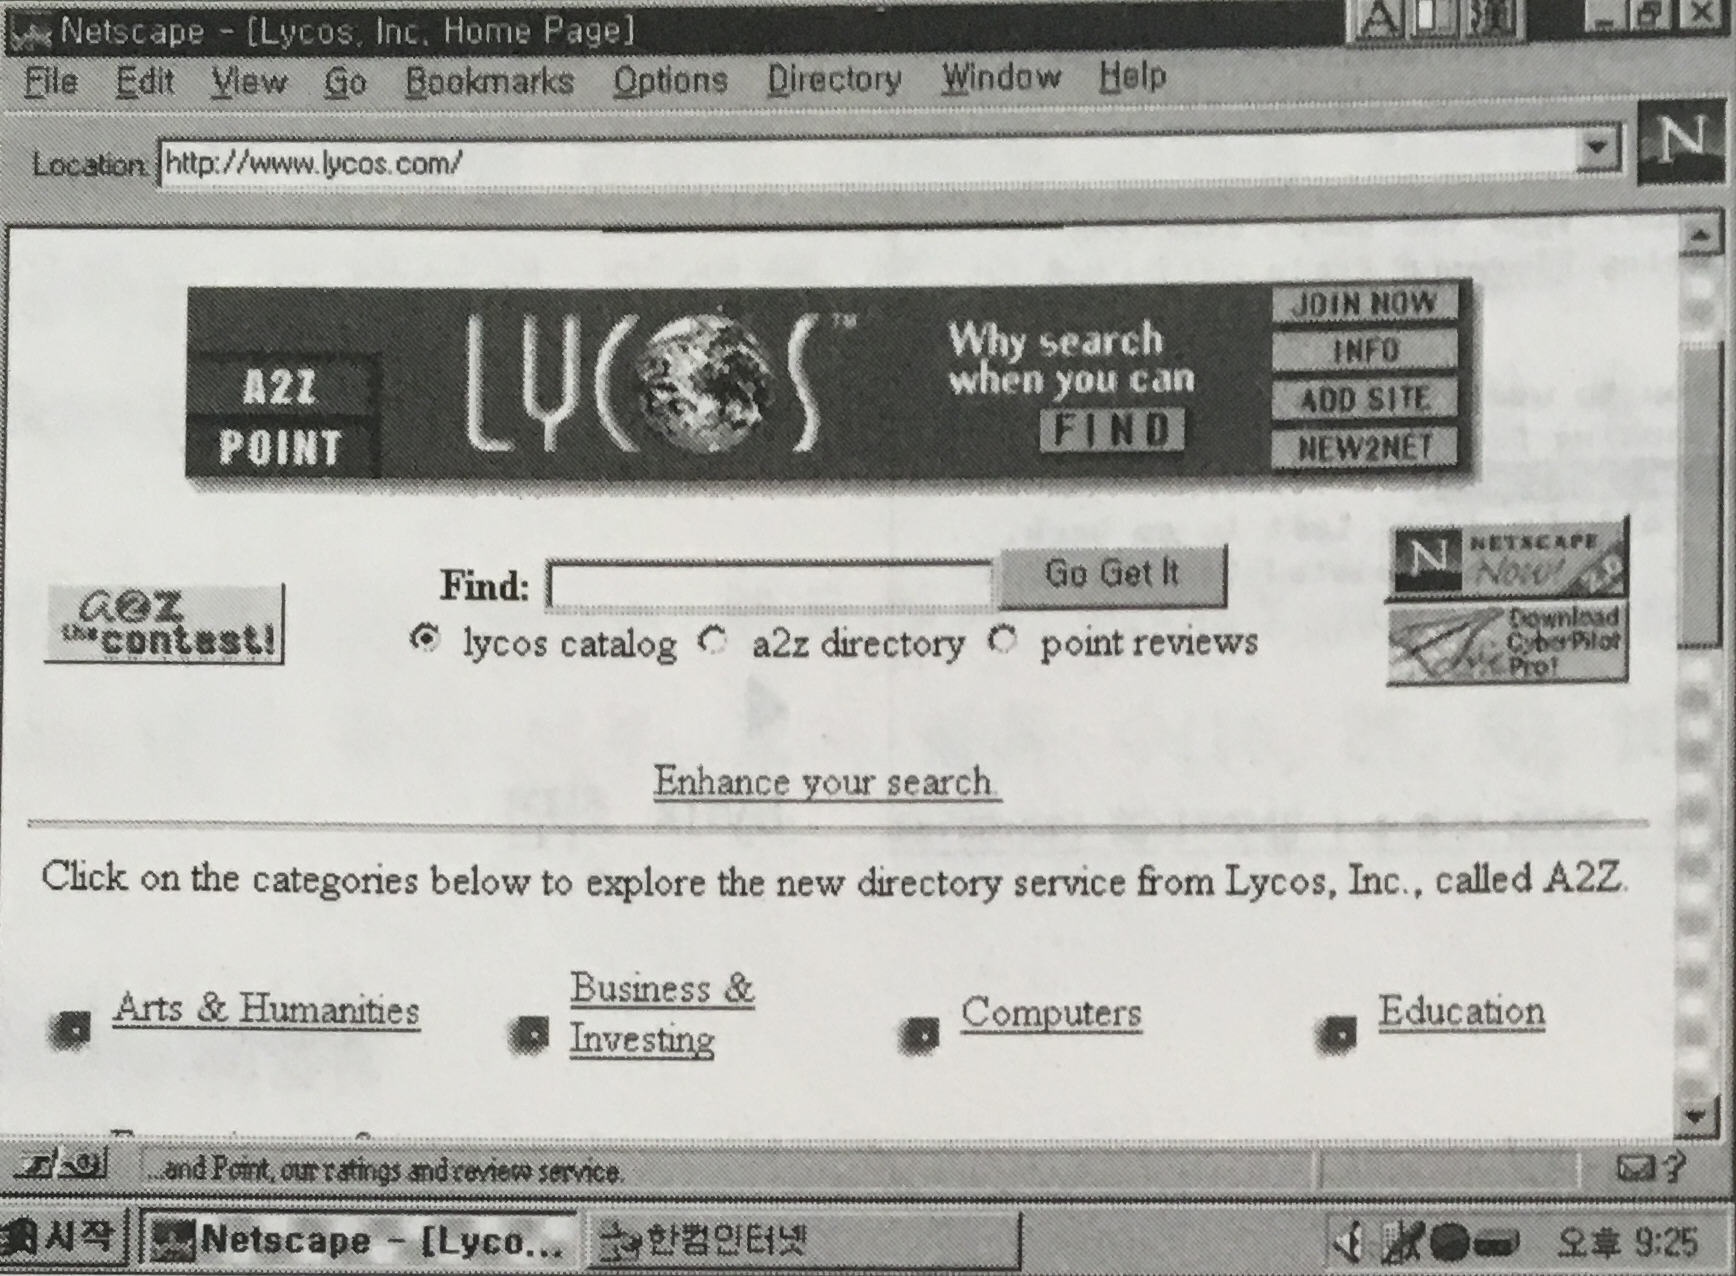 Netscape - [Lycos, Inc. Home Page]
A 漢
File Edit View Go Bookmarks Options Directory Window Help
Location: http://www.lycos.com/
N
A2Z
POINT
LYCOS™
Why search
when you can
FIND
JOIN NOW
INFO
ADD SITE
NEW2NET
a2z
the contest!
Find: Go Get It
lycos catalog a2z directory point reviews
N NETSCAPE
Now! 2.0
Download
CyberPilot
Pro!
Enhance your search.
Click on the categories below to explore the new directory service from Lycos, Inc., called A2Z.
Arts & Humanities
Business &
Investing
Computers
Education
...and Point, our ratings and review service.
시작 Netscape - [Lyco... 한컴인터넷 오후 9:25